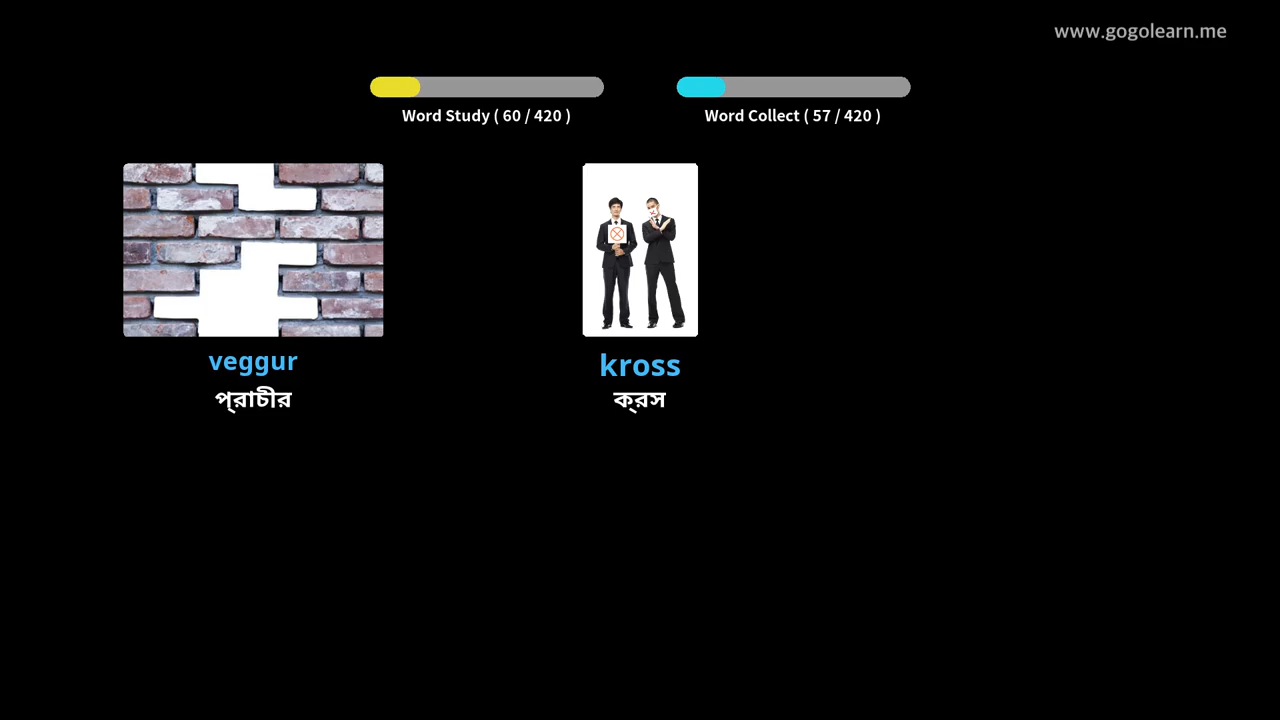 www.gogolearn.me
Word Study ( 60 / 420 )
Word Collect ( 57 / 420 )
veggur
প্রাচীর
kross
ক্রস